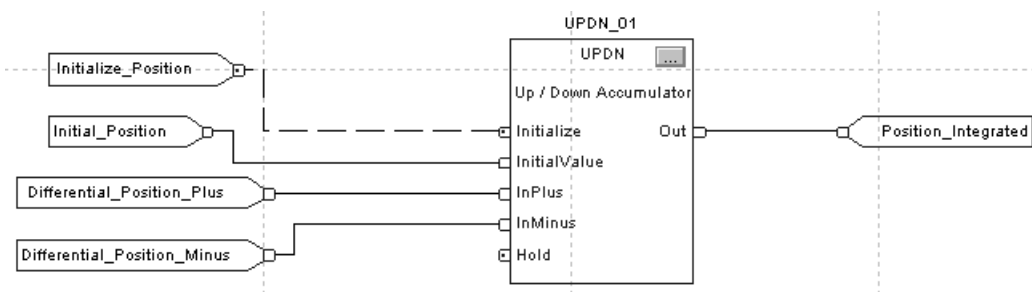 UPDN_01
UPDN
...
Initialize_Position
Up / Down Accumulator
Initial_Position
Initialize
Out
Position_Integrated
InitialValue
Differential_Position_Plus
InPlus
InMinus
Differential_Position_Minus
Hold